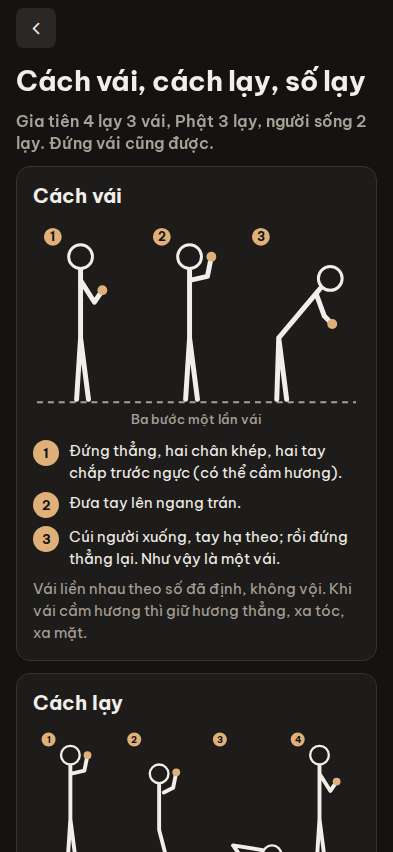 Cách vái, cách lạy, số lạy
Gia tiên 4 lạy 3 vái, Phật 3 lạy, người sống 2
lạy. Đứng vái cũng được.
Cách vái
1 2 3
Ba bước một lần vái
1 Đứng thẳng, hai chân khép, hai tay
chắp trước ngực (có thể cầm hương).
2 Đưa tay lên ngang trán.
3 Cúi người xuống, tay hạ theo; rồi đứng
thẳng lại. Như vậy là một vái.
Vái liền nhau theo số đã định, không vội. Khi
vái cầm hương thì giữ hương thẳng, xa tóc,
xa mặt.
Cách lạy
1 2 3 4